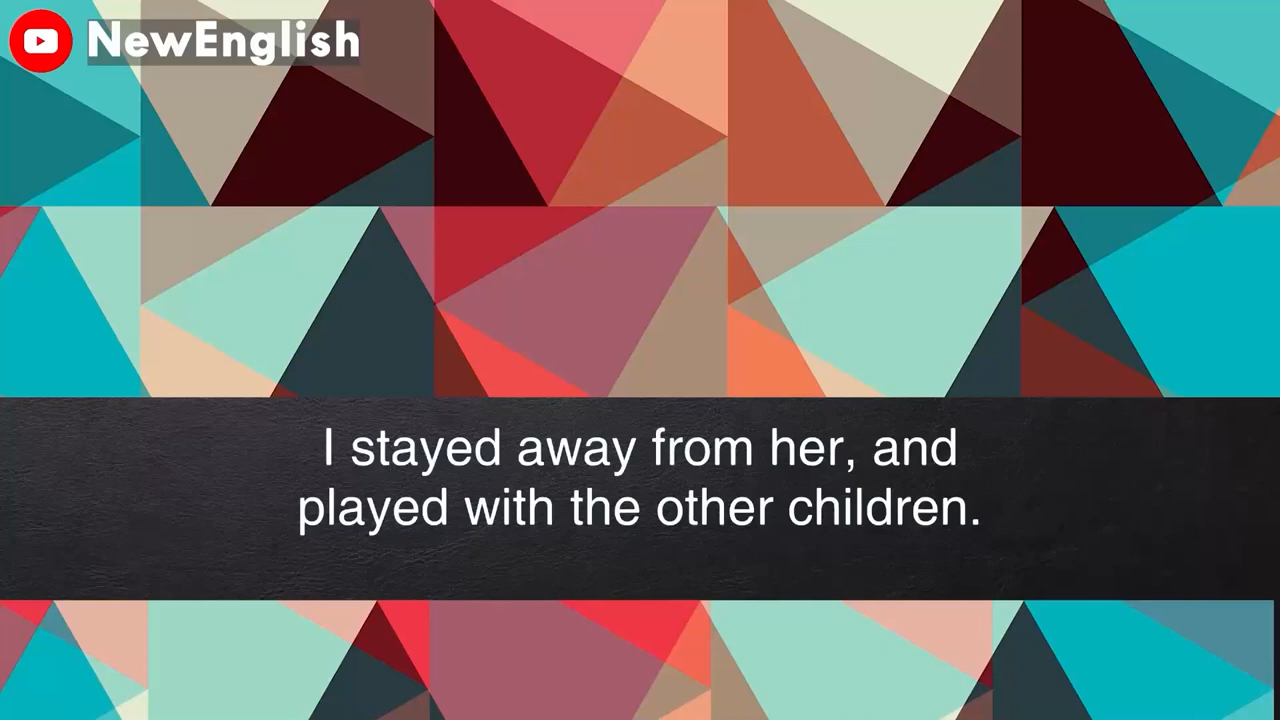 NewEnglish
I stayed away from her, and
played with the other children.